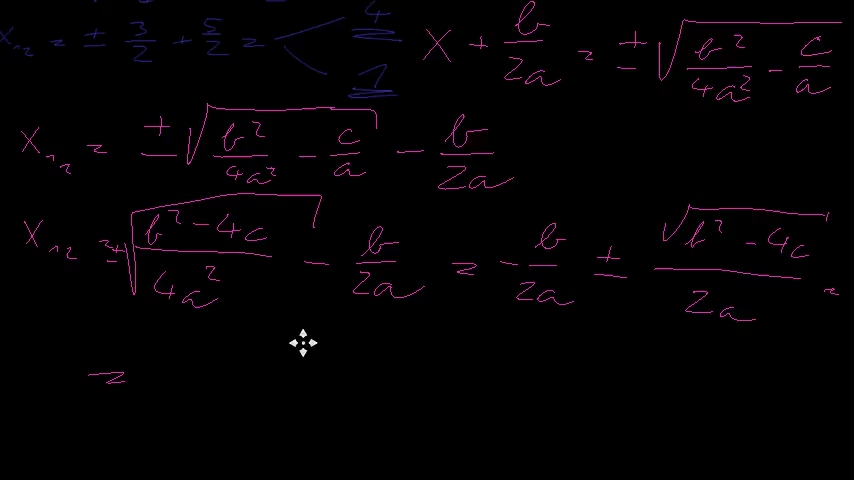 x₁₂ = ± 3/2 + 5/2 = < 4
1
x + b/2a = ± √(b²/4a² - c/a)
x₁₂ = ± √(b²/4a² - c/a) - b/2a
x₁₂ = ± √((b² - 4c)/4a²) - b/2a = - b/2a ± √(b² - 4c)/2a =
=